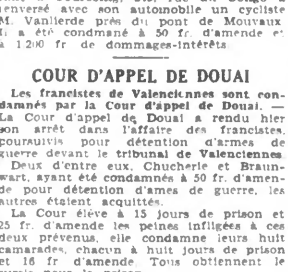 renversé avec son automobile un cycliste
M. Vanlierde près du pont de Mouvaux
Il a été condamné à 50 fr. d'amende et
à 1.200 fr de dommages-intérêts
COUR D'APPEL DE DOUAI
Les francistes de Valenciennes sont con-
damnés par la Cour d'appel de Douai. —
La Cour d'appel de Douai a rendu hier
son arrêt dans l'affaire des francistes,
poursuivis pour détention d'armes de
guerre devant le tribunal de Valenciennes
Deux d'entre eux, Chucherie et Braun-
wart, ayant été condamnés à 50 fr. d'amen-
de pour détention d'ames de guerre, les
autres étaient acquittés.
La Cour élève à 15 jours de prison et
25 fr. d'amende les peines infligées à ces
deux prévenus, elle condamne leurs huit
camarades, chacun à huit jours de prison
et 16 fr d'amende Tous obtiennent le